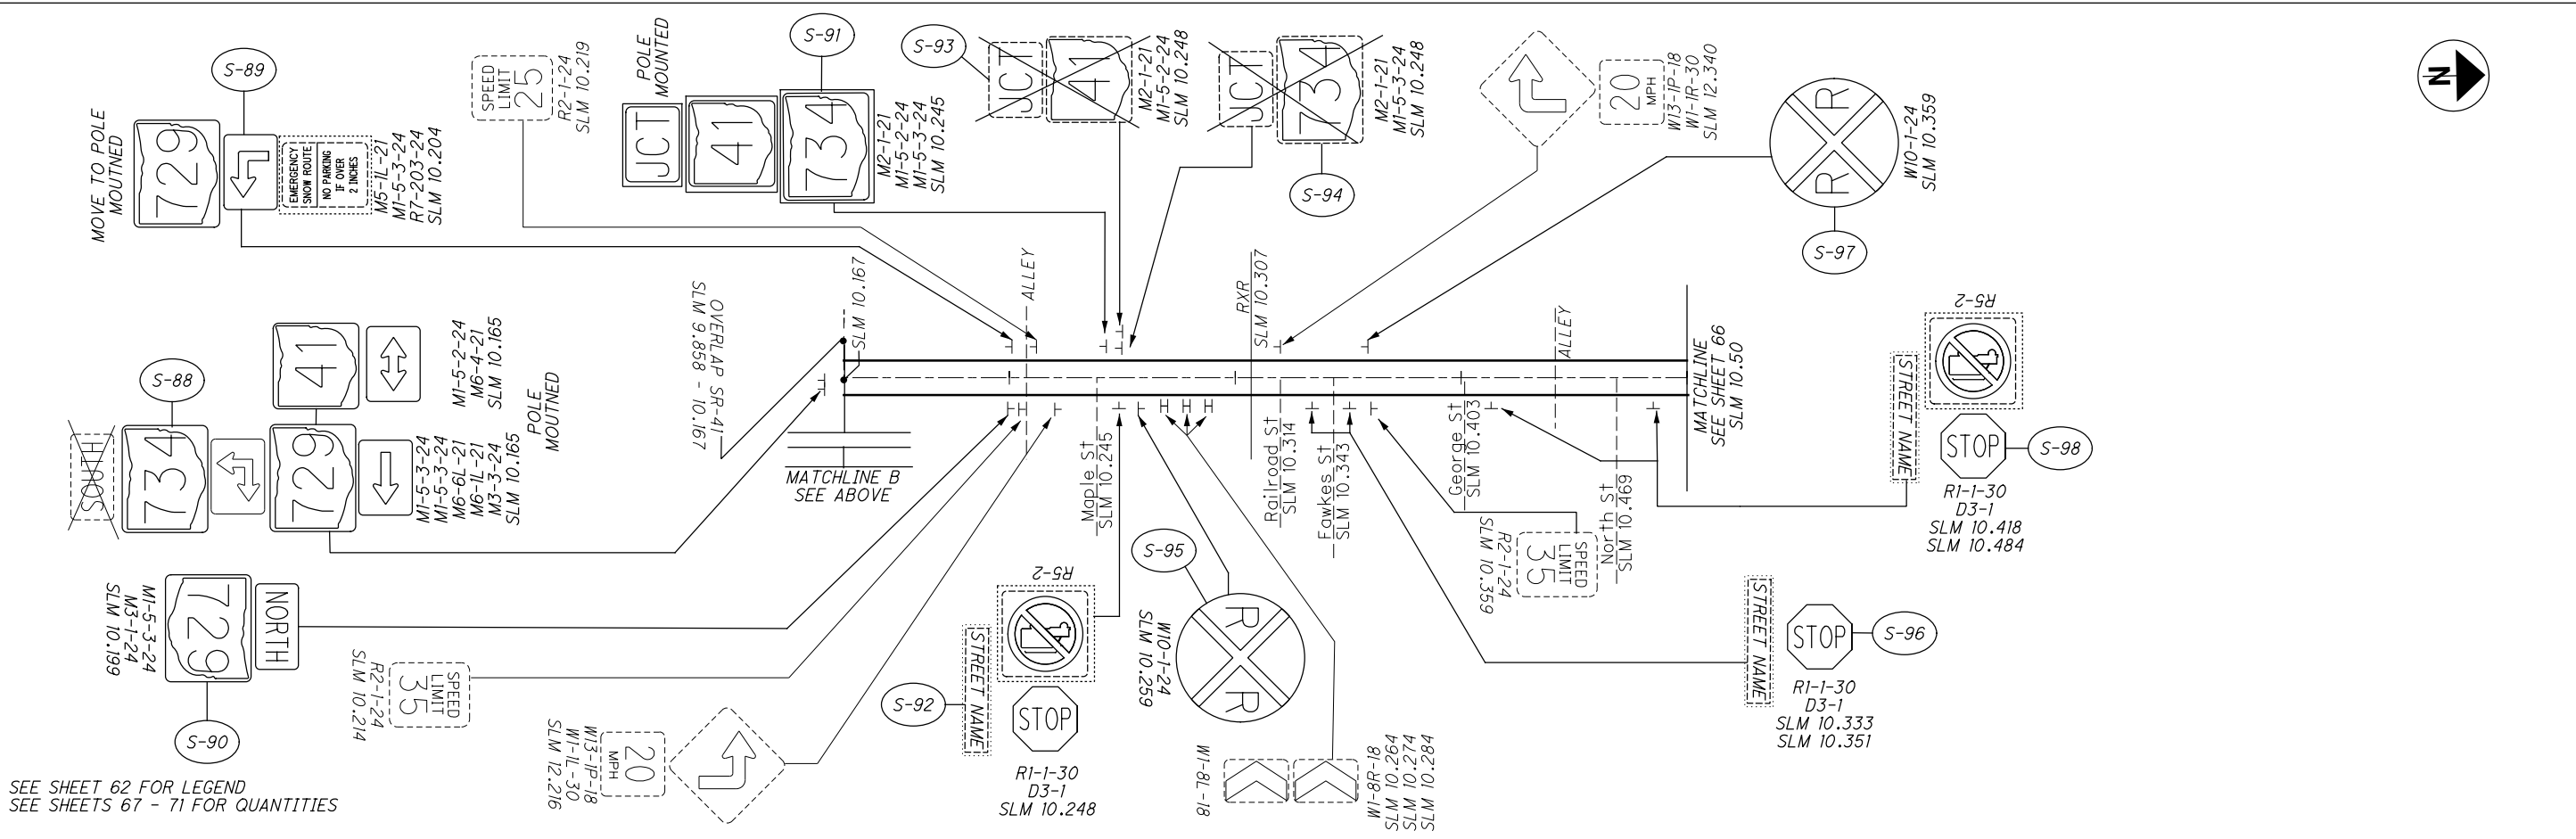 S-89
MOVE TO POLE
MOUTNED
729
EMERGENCY
SNOW ROUTE
NO PARKING
IF OVER
2 INCHES
M5-1L-21
M1-5-3-24
R7-203-24
SLM 10.204
SPEED
LIMIT
25
R2-1-24
SLM 10.219
POLE
MOUNTED
S-91
JCT
41
734
M2-1-21
M1-5-2-24
M1-5-3-24
SLM 10.245
S-93
JCT
41
M2-1-21
M1-5-2-24
SLM 10.248
JCT
734
M2-1-21
M1-5-3-24
SLM 10.248
S-94
20
MPH
W13-1P-18
W1-1R-30
SLM 12.340
R R
R R
W10-1-24
SLM 10.359
S-97
N
S-88
SOUTH
734
41
M1-5-2-24
M6-4-21
SLM 10.165
729
M1-5-3-24
M1-5-3-24
M6-6L-21
M6-1L-21
M3-3-24
SLM 10.165
POLE
MOUTNED
OVERLAP SR-41
SLM 9.858 - 10.167
SLM 10.167
ALLEY
RXR
SLM 10.307
ALLEY
MATCHLINE
SEE SHEET 66
SLM 10.50
MATCHLINE B
SEE ABOVE
Maple St
SLM 10.245
Railroad St
SLM 10.314
Fawkes St
SLM 10.343
George St
SLM 10.403
North St
SLM 10.469
R5-2
STREET NAME
STOP
S-98
R1-1-30
D3-1
SLM 10.418
SLM 10.484
M1-5-3-24
M3-1-24
SLM 10.199
729
NORTH
S-90
R2-1-24
SLM 10.214
SPEED
LIMIT
35
W13-1P-18
W1-1L-30
SLM 12.216
20
MPH
S-92
STREET NAME
R5-2
STOP
R1-1-30
D3-1
SLM 10.248
S-95
W10-1-24
SLM 10.259
R R
W1-8L-18
W1-8R-18
SLM 10.264
SLM 10.274
SLM 10.284
R2-1-24
SLM 10.359
SPEED
LIMIT
35
STREET NAME
STOP
S-96
R1-1-30
D3-1
SLM 10.333
SLM 10.351
SEE SHEET 62 FOR LEGEND
SEE SHEETS 67 - 71 FOR QUANTITIES